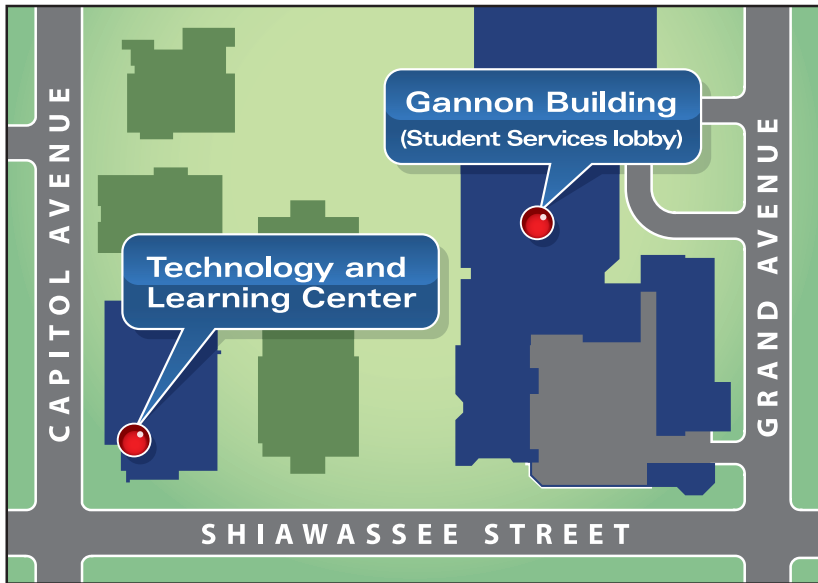 Gannon Building
(Student Services lobby)
Technology and
Learning Center
CAPITOL AVENUE
GRAND AVENUE
SHIAWASSEE STREET